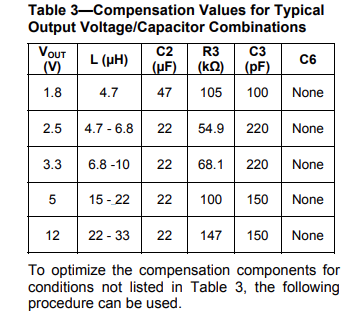 Table 3—Compensation Values for Typical
Output Voltage/Capacitor Combinations
VOUT (V) L (µH) C2 (µF) R3 (kΩ) C3 (pF) C6
1.8 4.7 47 105 100 None
2.5 4.7 - 6.8 22 54.9 220 None
3.3 6.8 -10 22 68.1 220 None
5 15 - 22 22 100 150 None
12 22 - 33 22 147 150 None
To optimize the compensation components for
conditions not listed in Table 3, the following
procedure can be used.